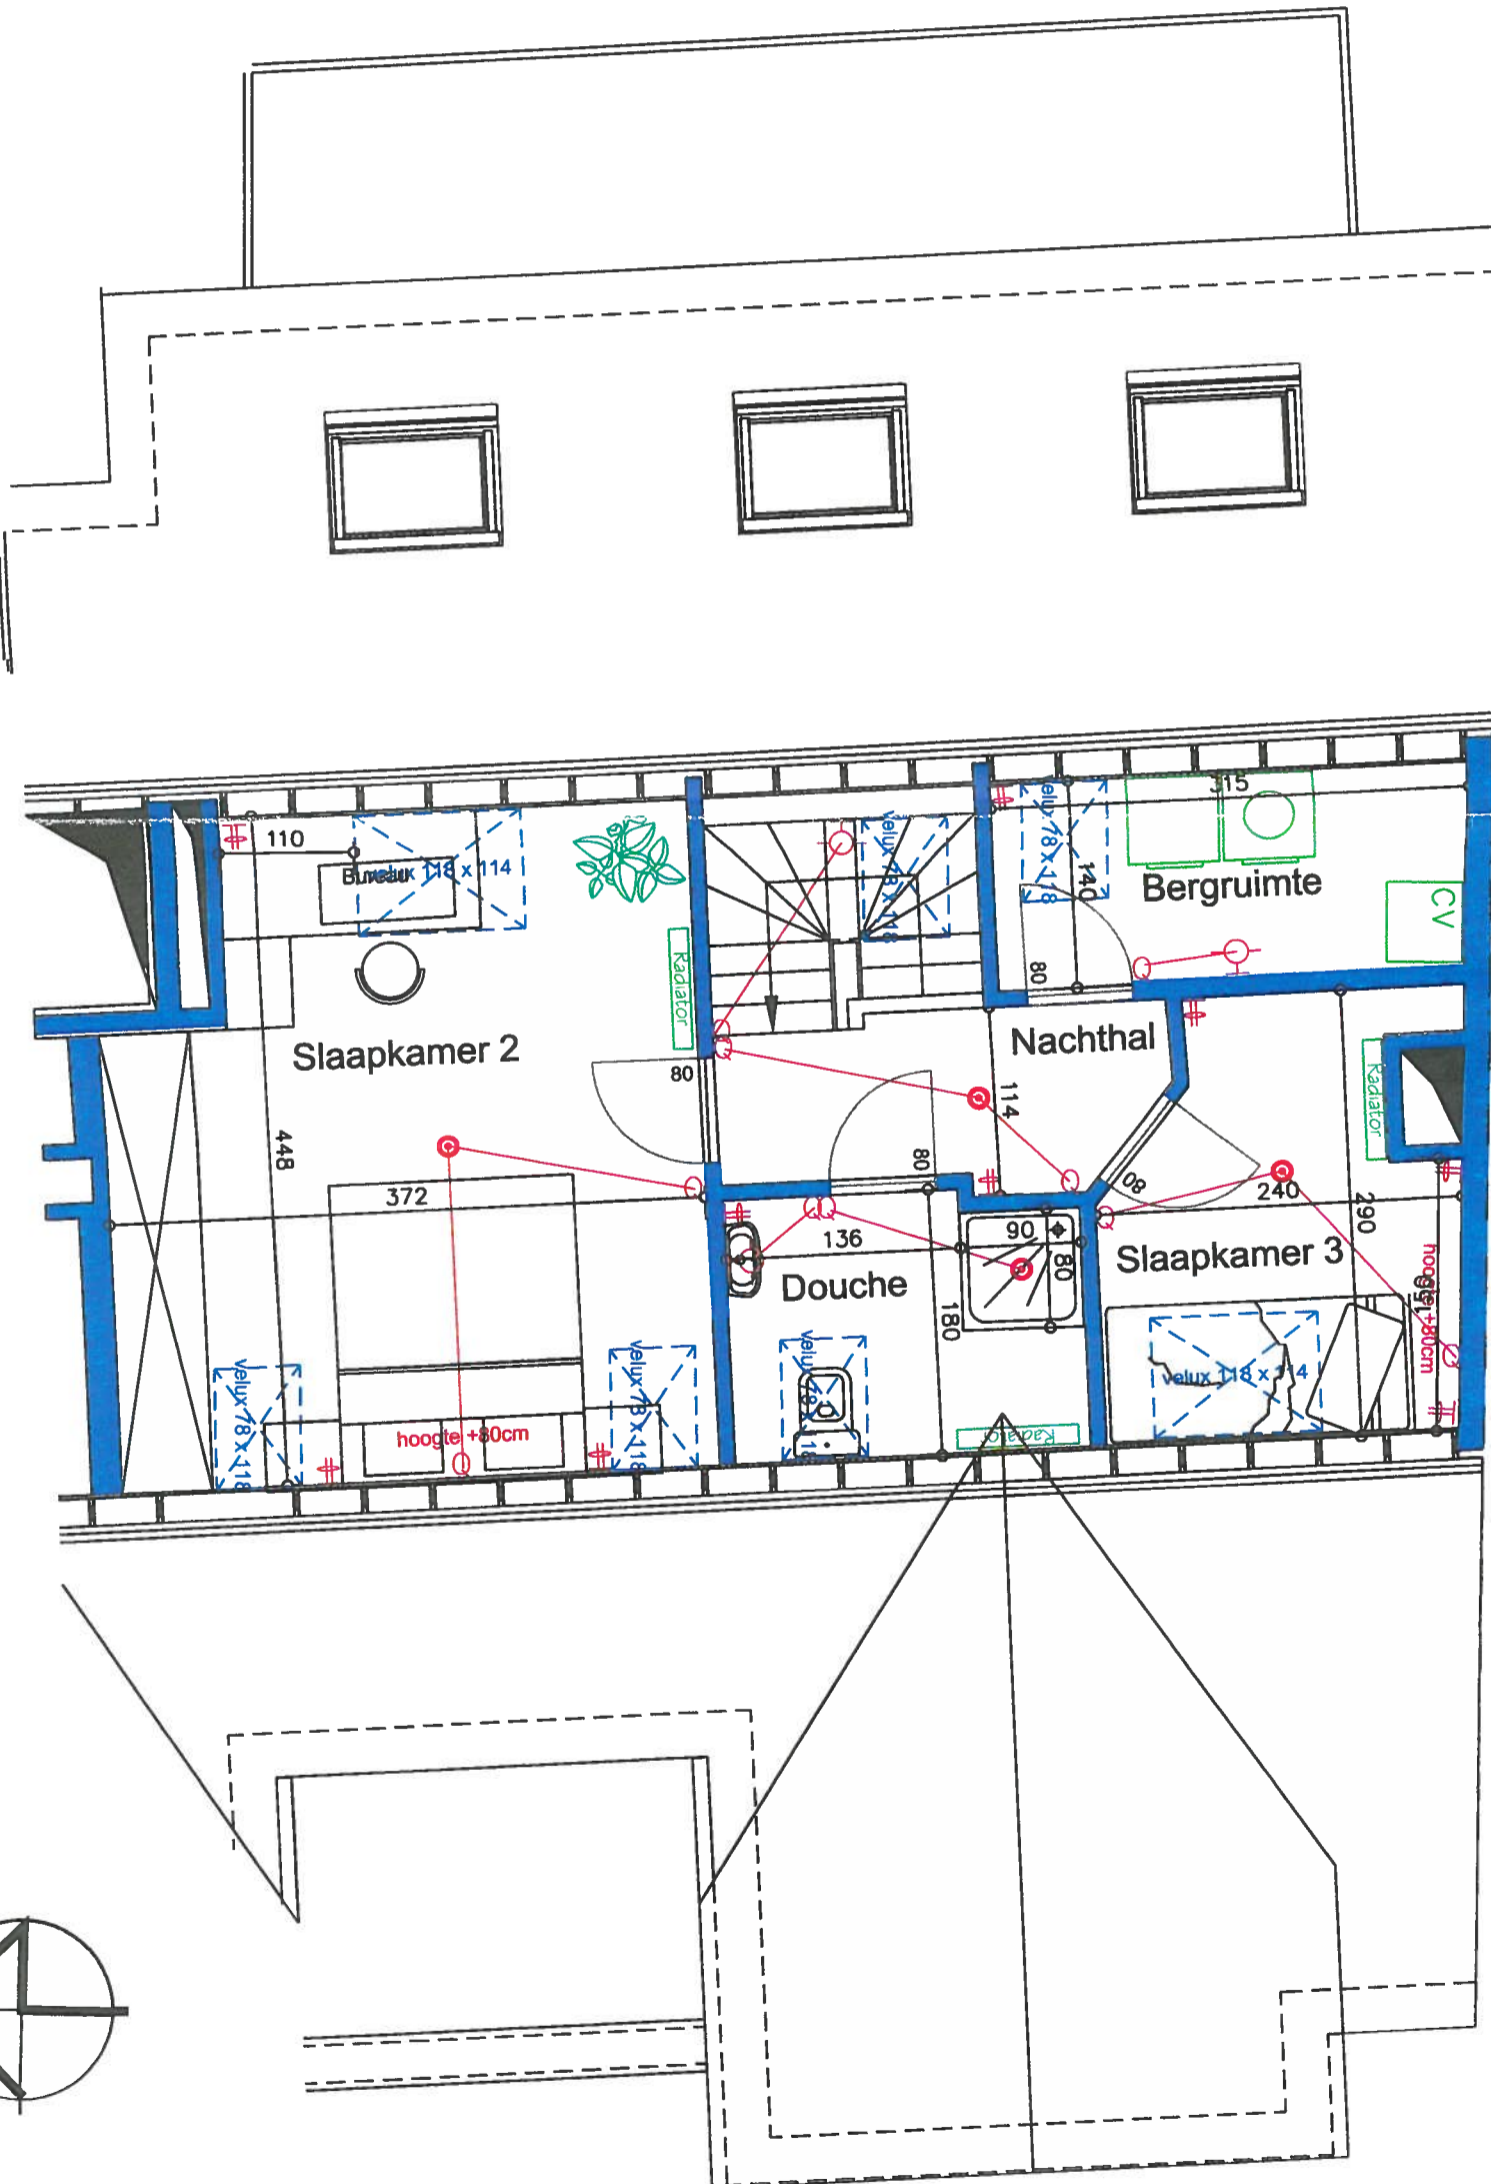 315
110
Bureau
velux 118 x 114
Velux 78 x 118
Velux 78 x 118
140
Bergruimte
CV
80
Radiator
Slaapkamer 2
80
Nachthal
114
Radiator
448
372
80
80
240
290
136
90
80
Slaapkamer 3
Douche
180
hoogte +80cm
velux 118 x 114
Velux 78 x 118
Velux 78 x 118
Velux 78 x 118
hoogte +80cm
Radiator